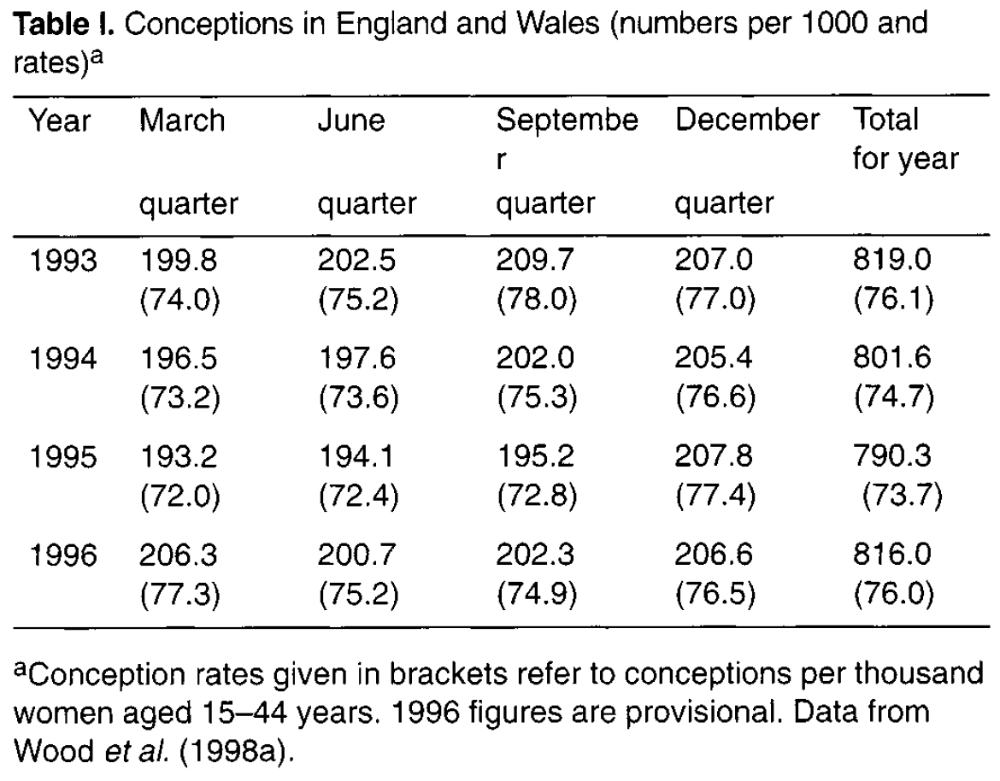 Table I. Conceptions in England and Wales (numbers per 1000 and
rates)a
Year March June Septembe December Total
r for year
quarter quarter quarter quarter
1993 199.8 202.5 209.7 207.0 819.0
(74.0) (75.2) (78.0) (77.0) (76.1)
1994 196.5 197.6 202.0 205.4 801.6
(73.2) (73.6) (75.3) (76.6) (74.7)
1995 193.2 194.1 195.2 207.8 790.3
(72.0) (72.4) (72.8) (77.4) (73.7)
1996 206.3 200.7 202.3 206.6 816.0
(77.3) (75.2) (74.9) (76.5) (76.0)
aConception rates given in brackets refer to conceptions per thousand
women aged 15–44 years. 1996 figures are provisional. Data from
Wood et al. (1998a).